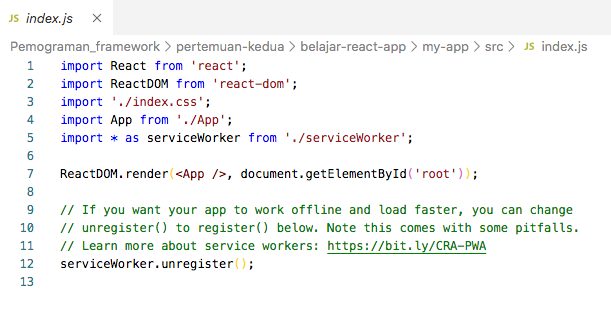 JS index.js ×
Pemograman_framework > pertemuan-kedua > belajar-react-app > my-app > src > JS index.js
1 import React from 'react';
2 import ReactDOM from 'react-dom';
3 import './index.css';
4 import App from './App';
5 import * as serviceWorker from './serviceWorker';
6
7 ReactDOM.render(<App />, document.getElementById('root'));
8
9 // If you want your app to work offline and load faster, you can change
10 // unregister() to register() below. Note this comes with some pitfalls.
11 // Learn more about service workers: https://bit.ly/CRA-PWA
12 serviceWorker.unregister();
13